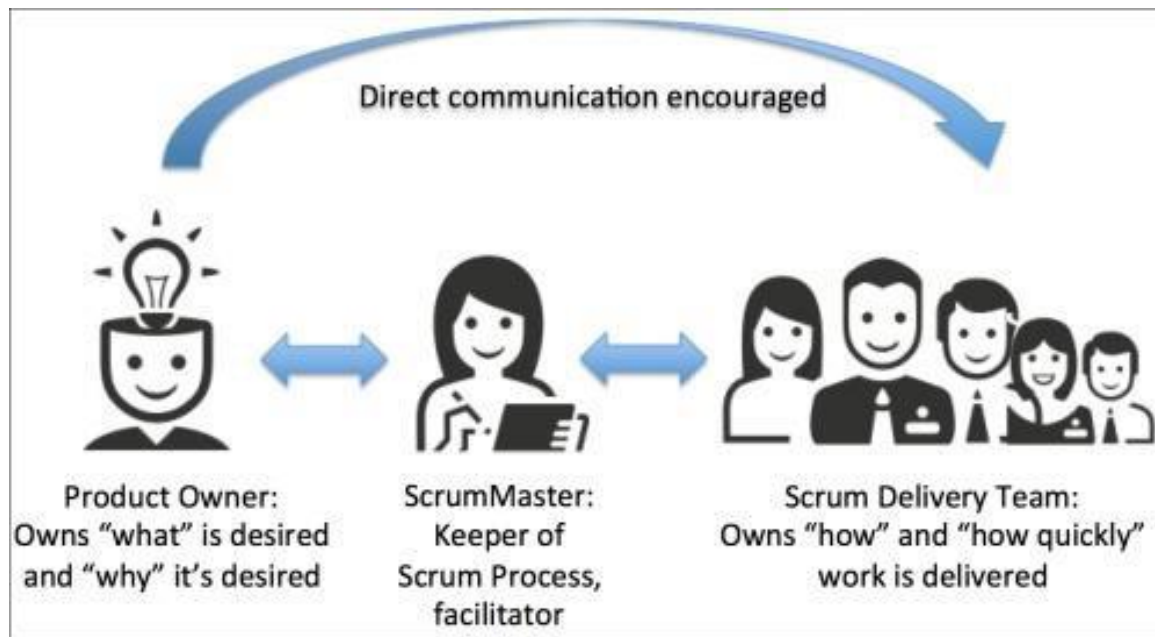 Direct communication encouraged
Product Owner:
Owns “what” is desired
and “why” it’s desired
ScrumMaster:
Keeper of
Scrum Process,
facilitator
Scrum Delivery Team:
Owns “how” and “how quickly”
work is delivered